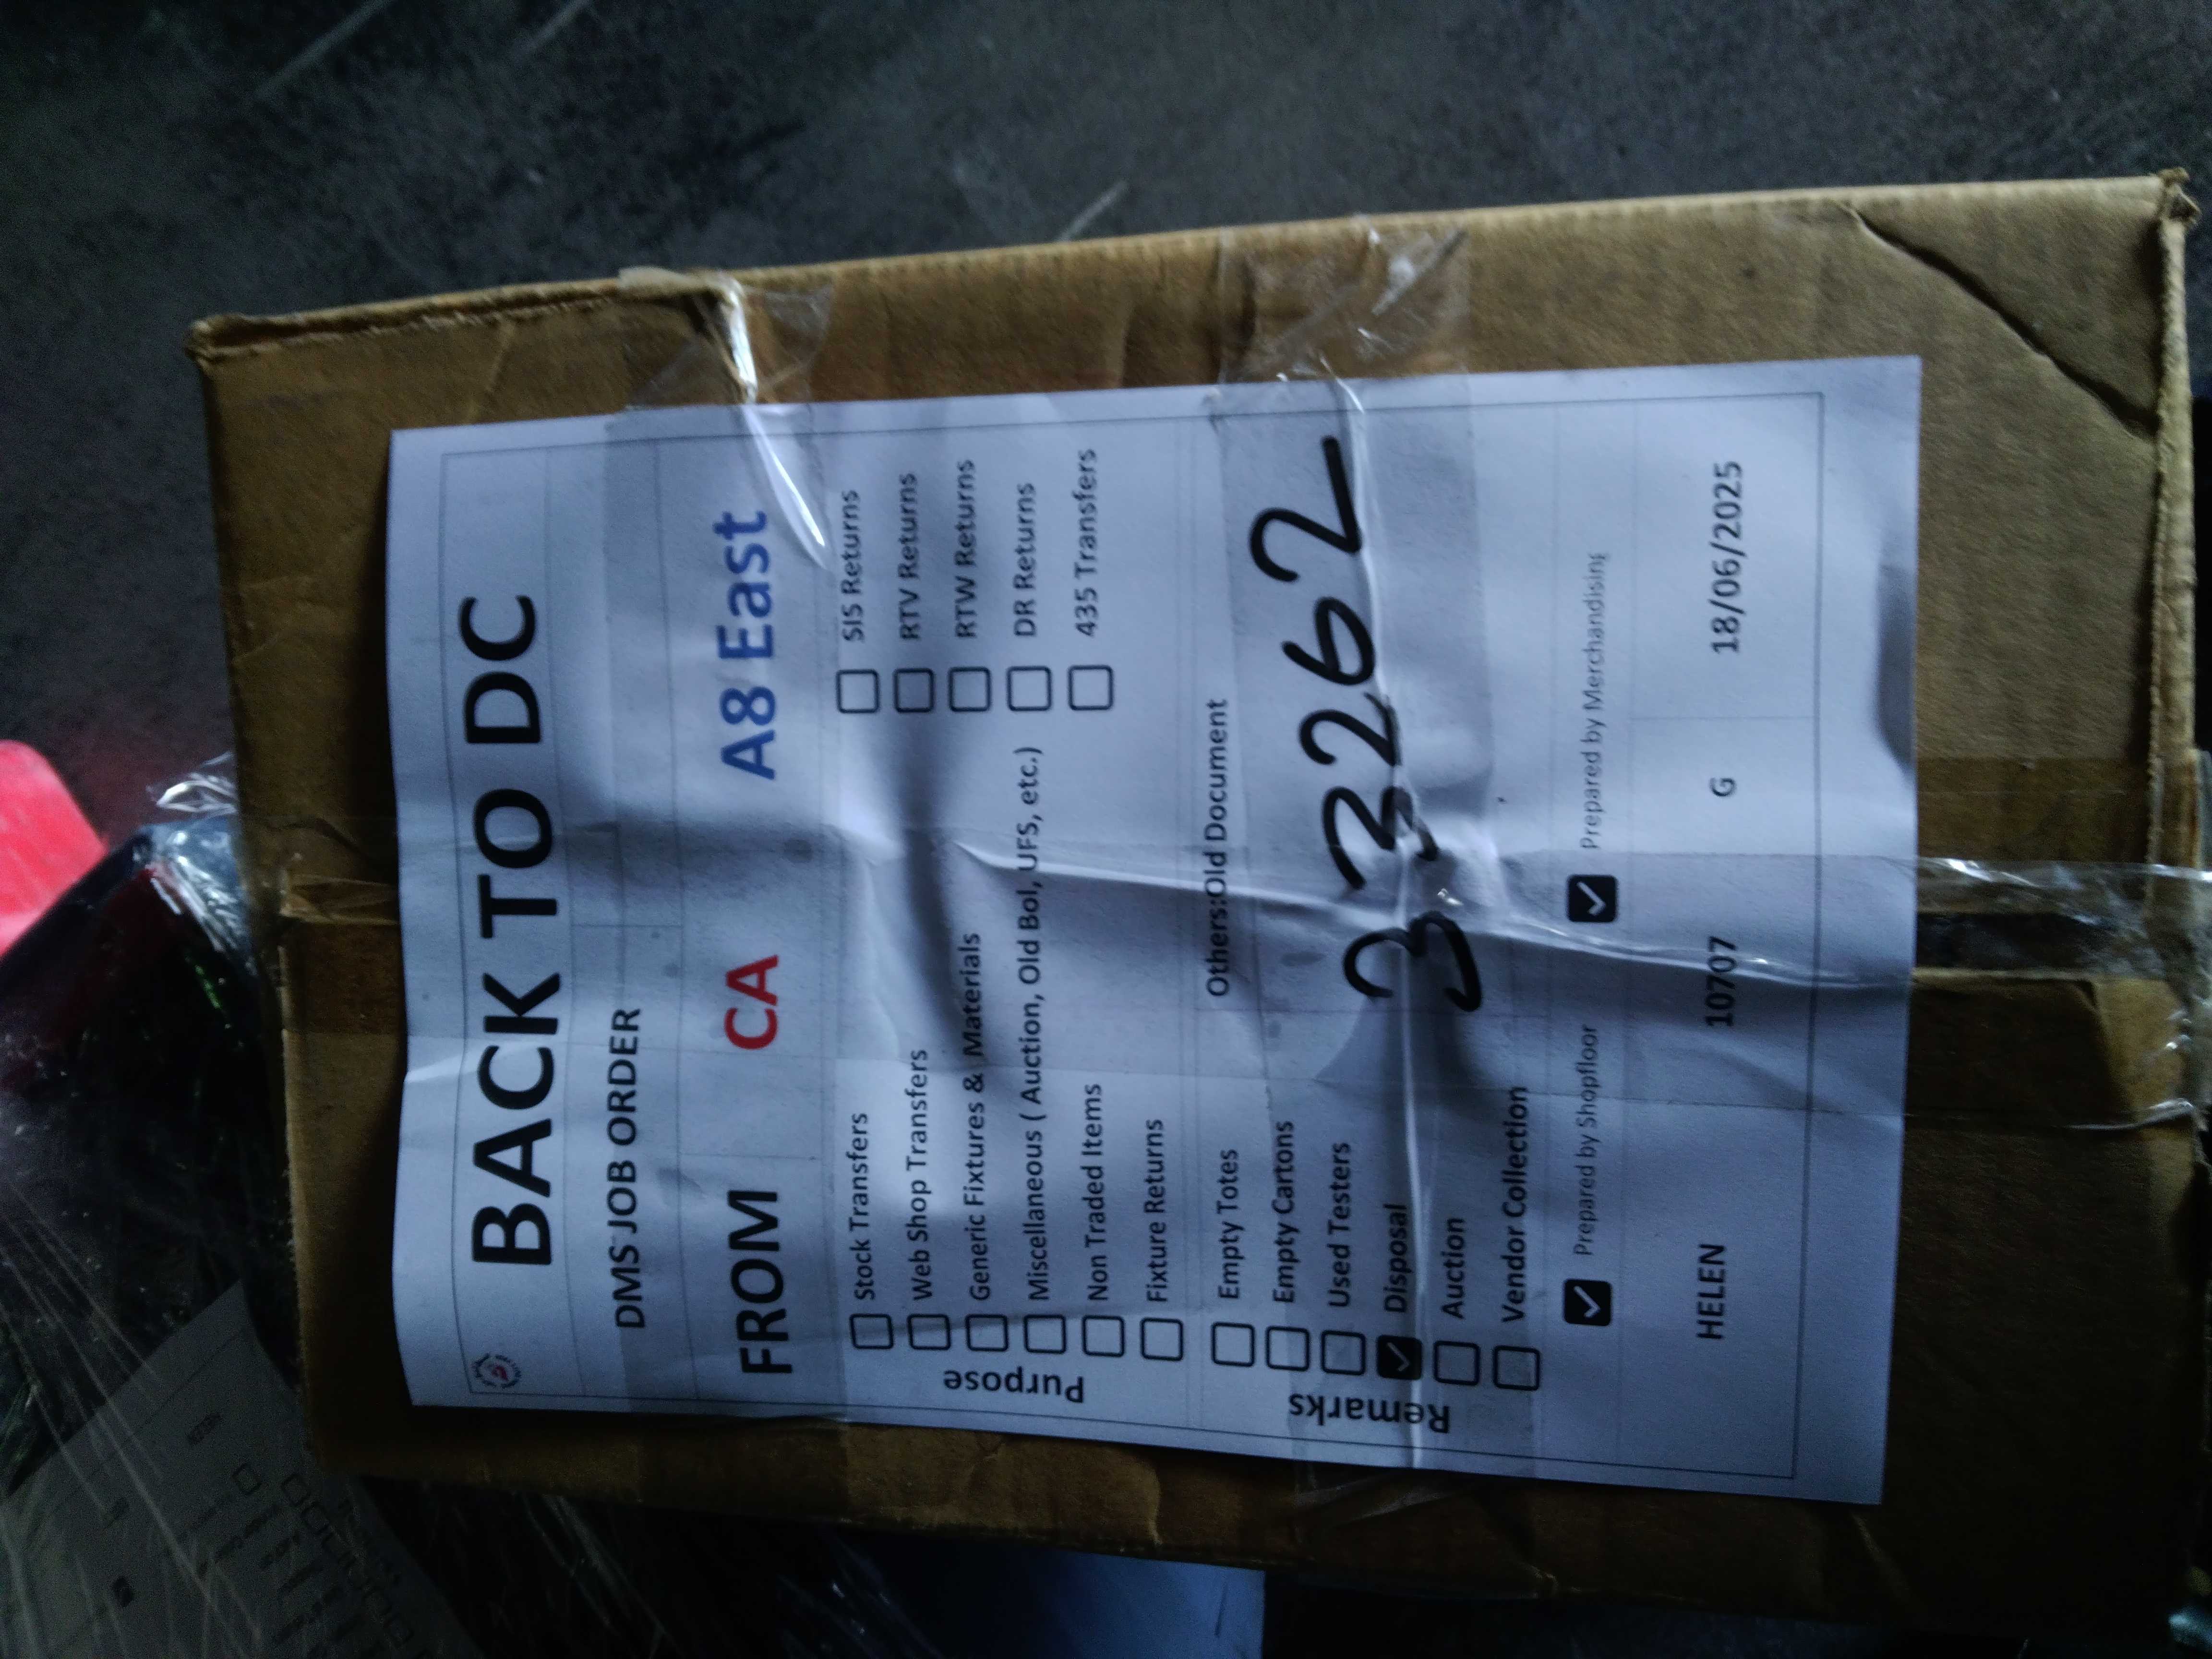 BACK TO DC
DMS JOB ORDER
FROM CA A8 East
Purpose
Stock Transfers
Web Shop Transfers
Generic Fixtures & Materials
Miscellaneous ( Auction, Old Bol, UFS, etc.)
Non Traded Items
Fixture Returns
SIS Returns
RTV Returns
RTW Returns
DR Returns
435 Transfers
Remarks
Empty Totes
Empty Cartons
Used Testers
Disposal
Auction
Vendor Collection
Others:Old Document
33262
Prepared by Shopfloor
Prepared by Merchandising
HELEN 10707 G 18/06/2025